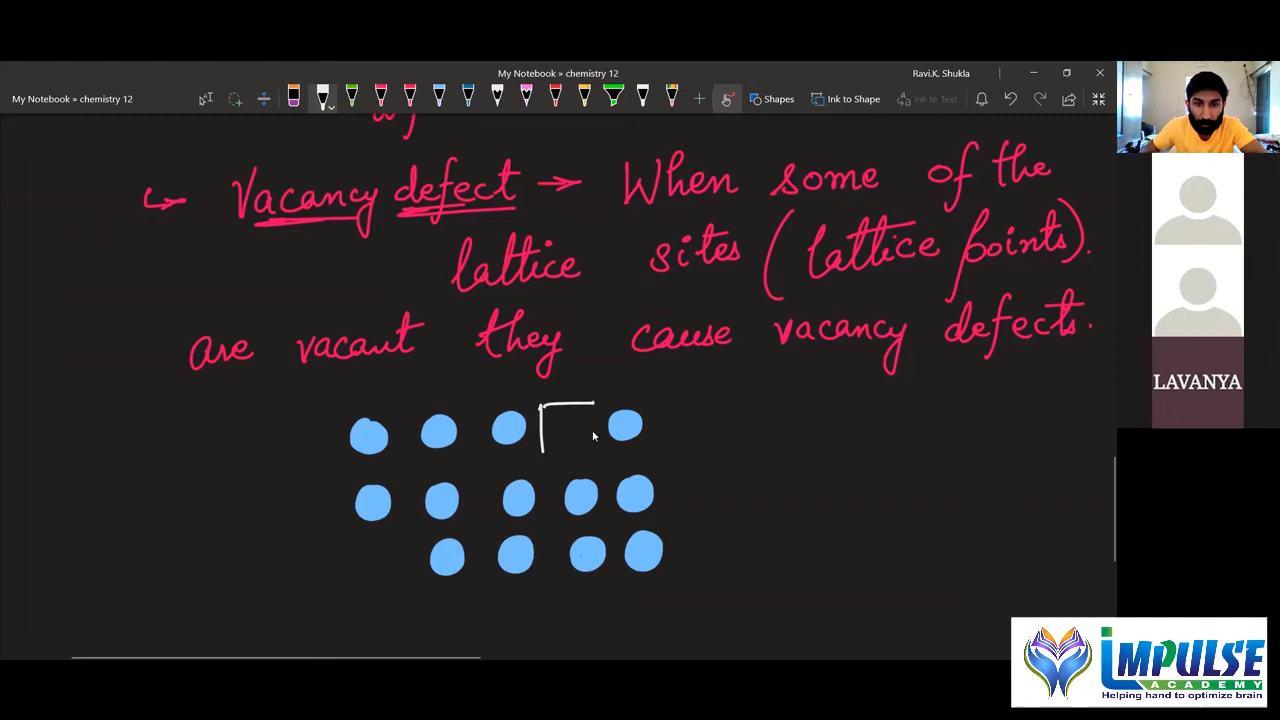 My Notebook » chemistry 12
Ravi.K. Shukla
My Notebook » chemistry 12
Shapes
Ink to Shape
Ink to Text
Vacancy defect → When some of the
lattice sites (lattice points).
are vacant they cause vacancy defects.
LAVANYA
iMPULSE
ACADEMY
Helping hand to optimize brain